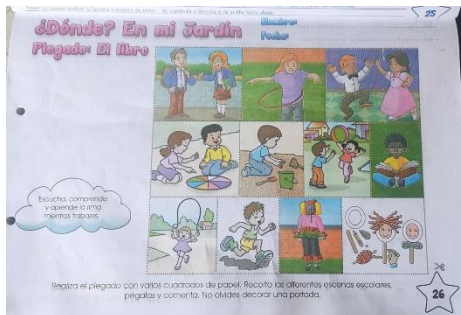 25
¿Dónde? En mi Jardín
Nombre:
Fecha:
Plegado: El libro
Escucha, comprende
y aprende la rima
mientras trabajas.
Realiza el plegado con varios cuadrados de papel. Recorta las diferentes escenas escolares,
pégalas y comenta. No olvides decorar una portada.
26